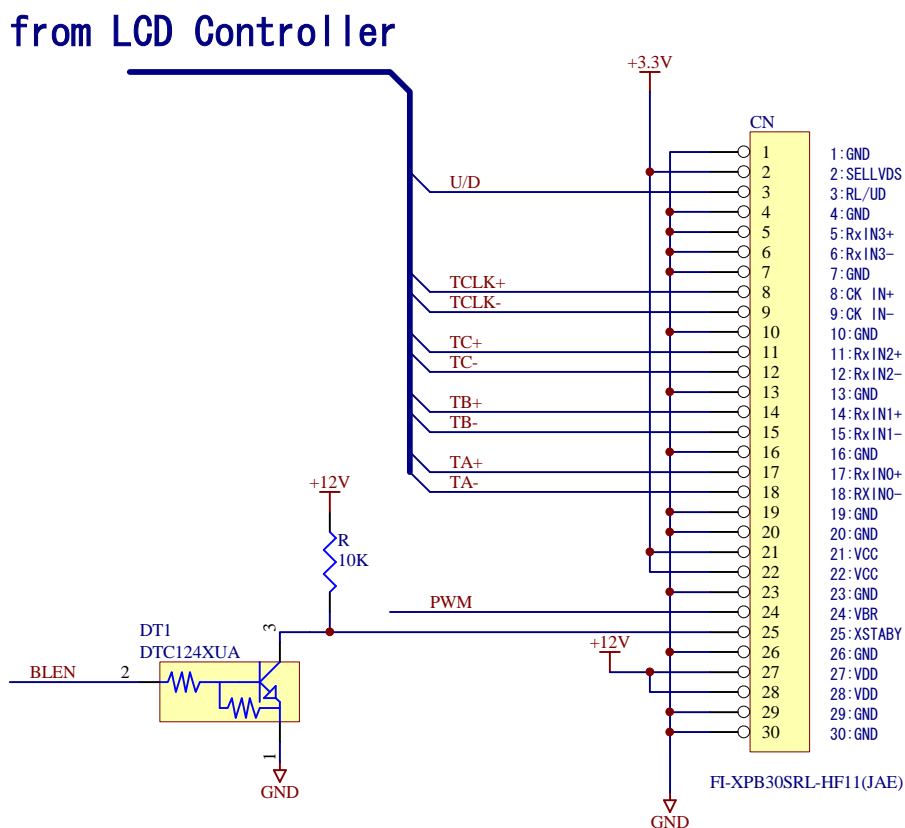 from LCD Controller
+3.3V
CN
1
1:GND
2
2:SELLVDS
U/D
3
3:RL/UD
4
4:GND
5
5:RxIN3+
6
6:RxIN3-
7
7:GND
TCLK+
8
8:CK IN+
TCLK-
9
9:CK IN-
10
10:GND
TC+
11
11:RxIN2+
TC-
12
12:RxIN2-
13
13:GND
TB+
14
14:RxIN1+
TB-
15
15:RxIN1-
16
16:GND
TA+
17
17:RxIN0+
TA-
18
18:RXIN0-
+12V
19
19:GND
20
20:GND
R
10K
21
21:VCC
22
22:VCC
23
23:GND
PWM
24
24:VBR
DT1
DTC124XUA
3
25
25:XSTABY
+12V
26
26:GND
BLEN
2
27
27:VDD
28
28:VDD
29
29:GND
30
30:GND
1
GND
FI-XPB30SRL-HF11(JAE)
GND